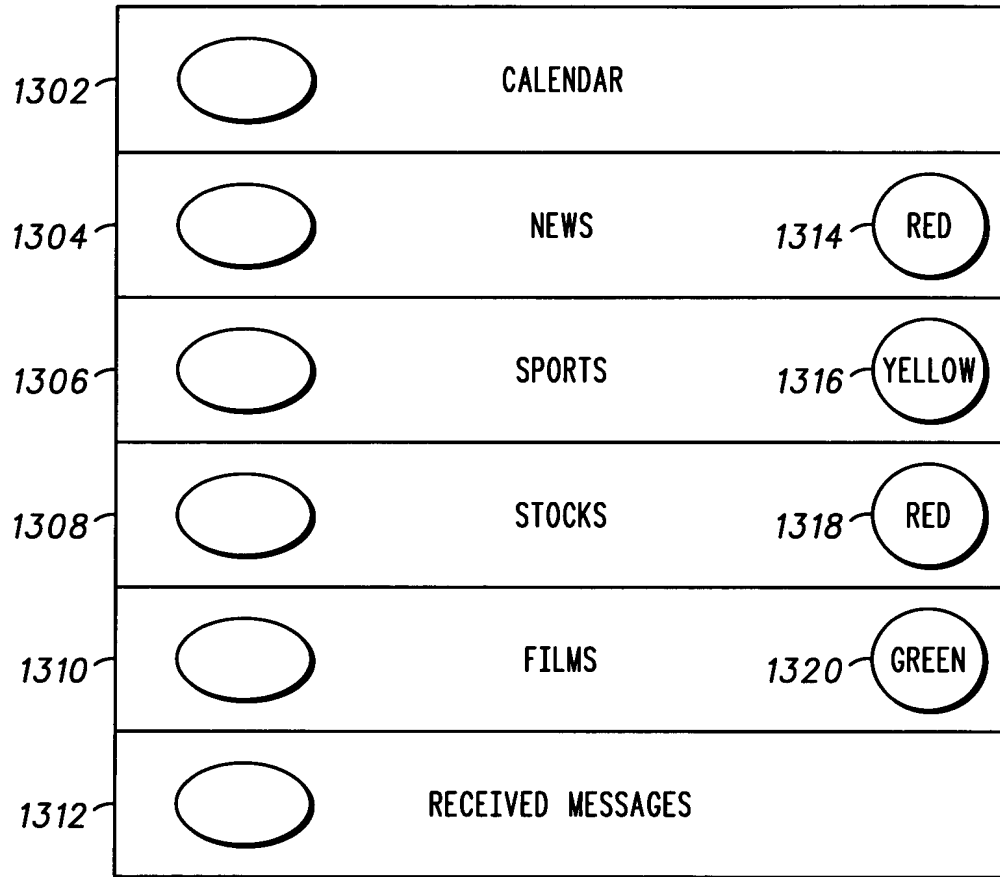 1302 CALENDAR
1304 NEWS 1314 RED
1306 SPORTS 1316 YELLOW
1308 STOCKS 1318 RED
1310 FILMS 1320 GREEN
1312 RECEIVED MESSAGES